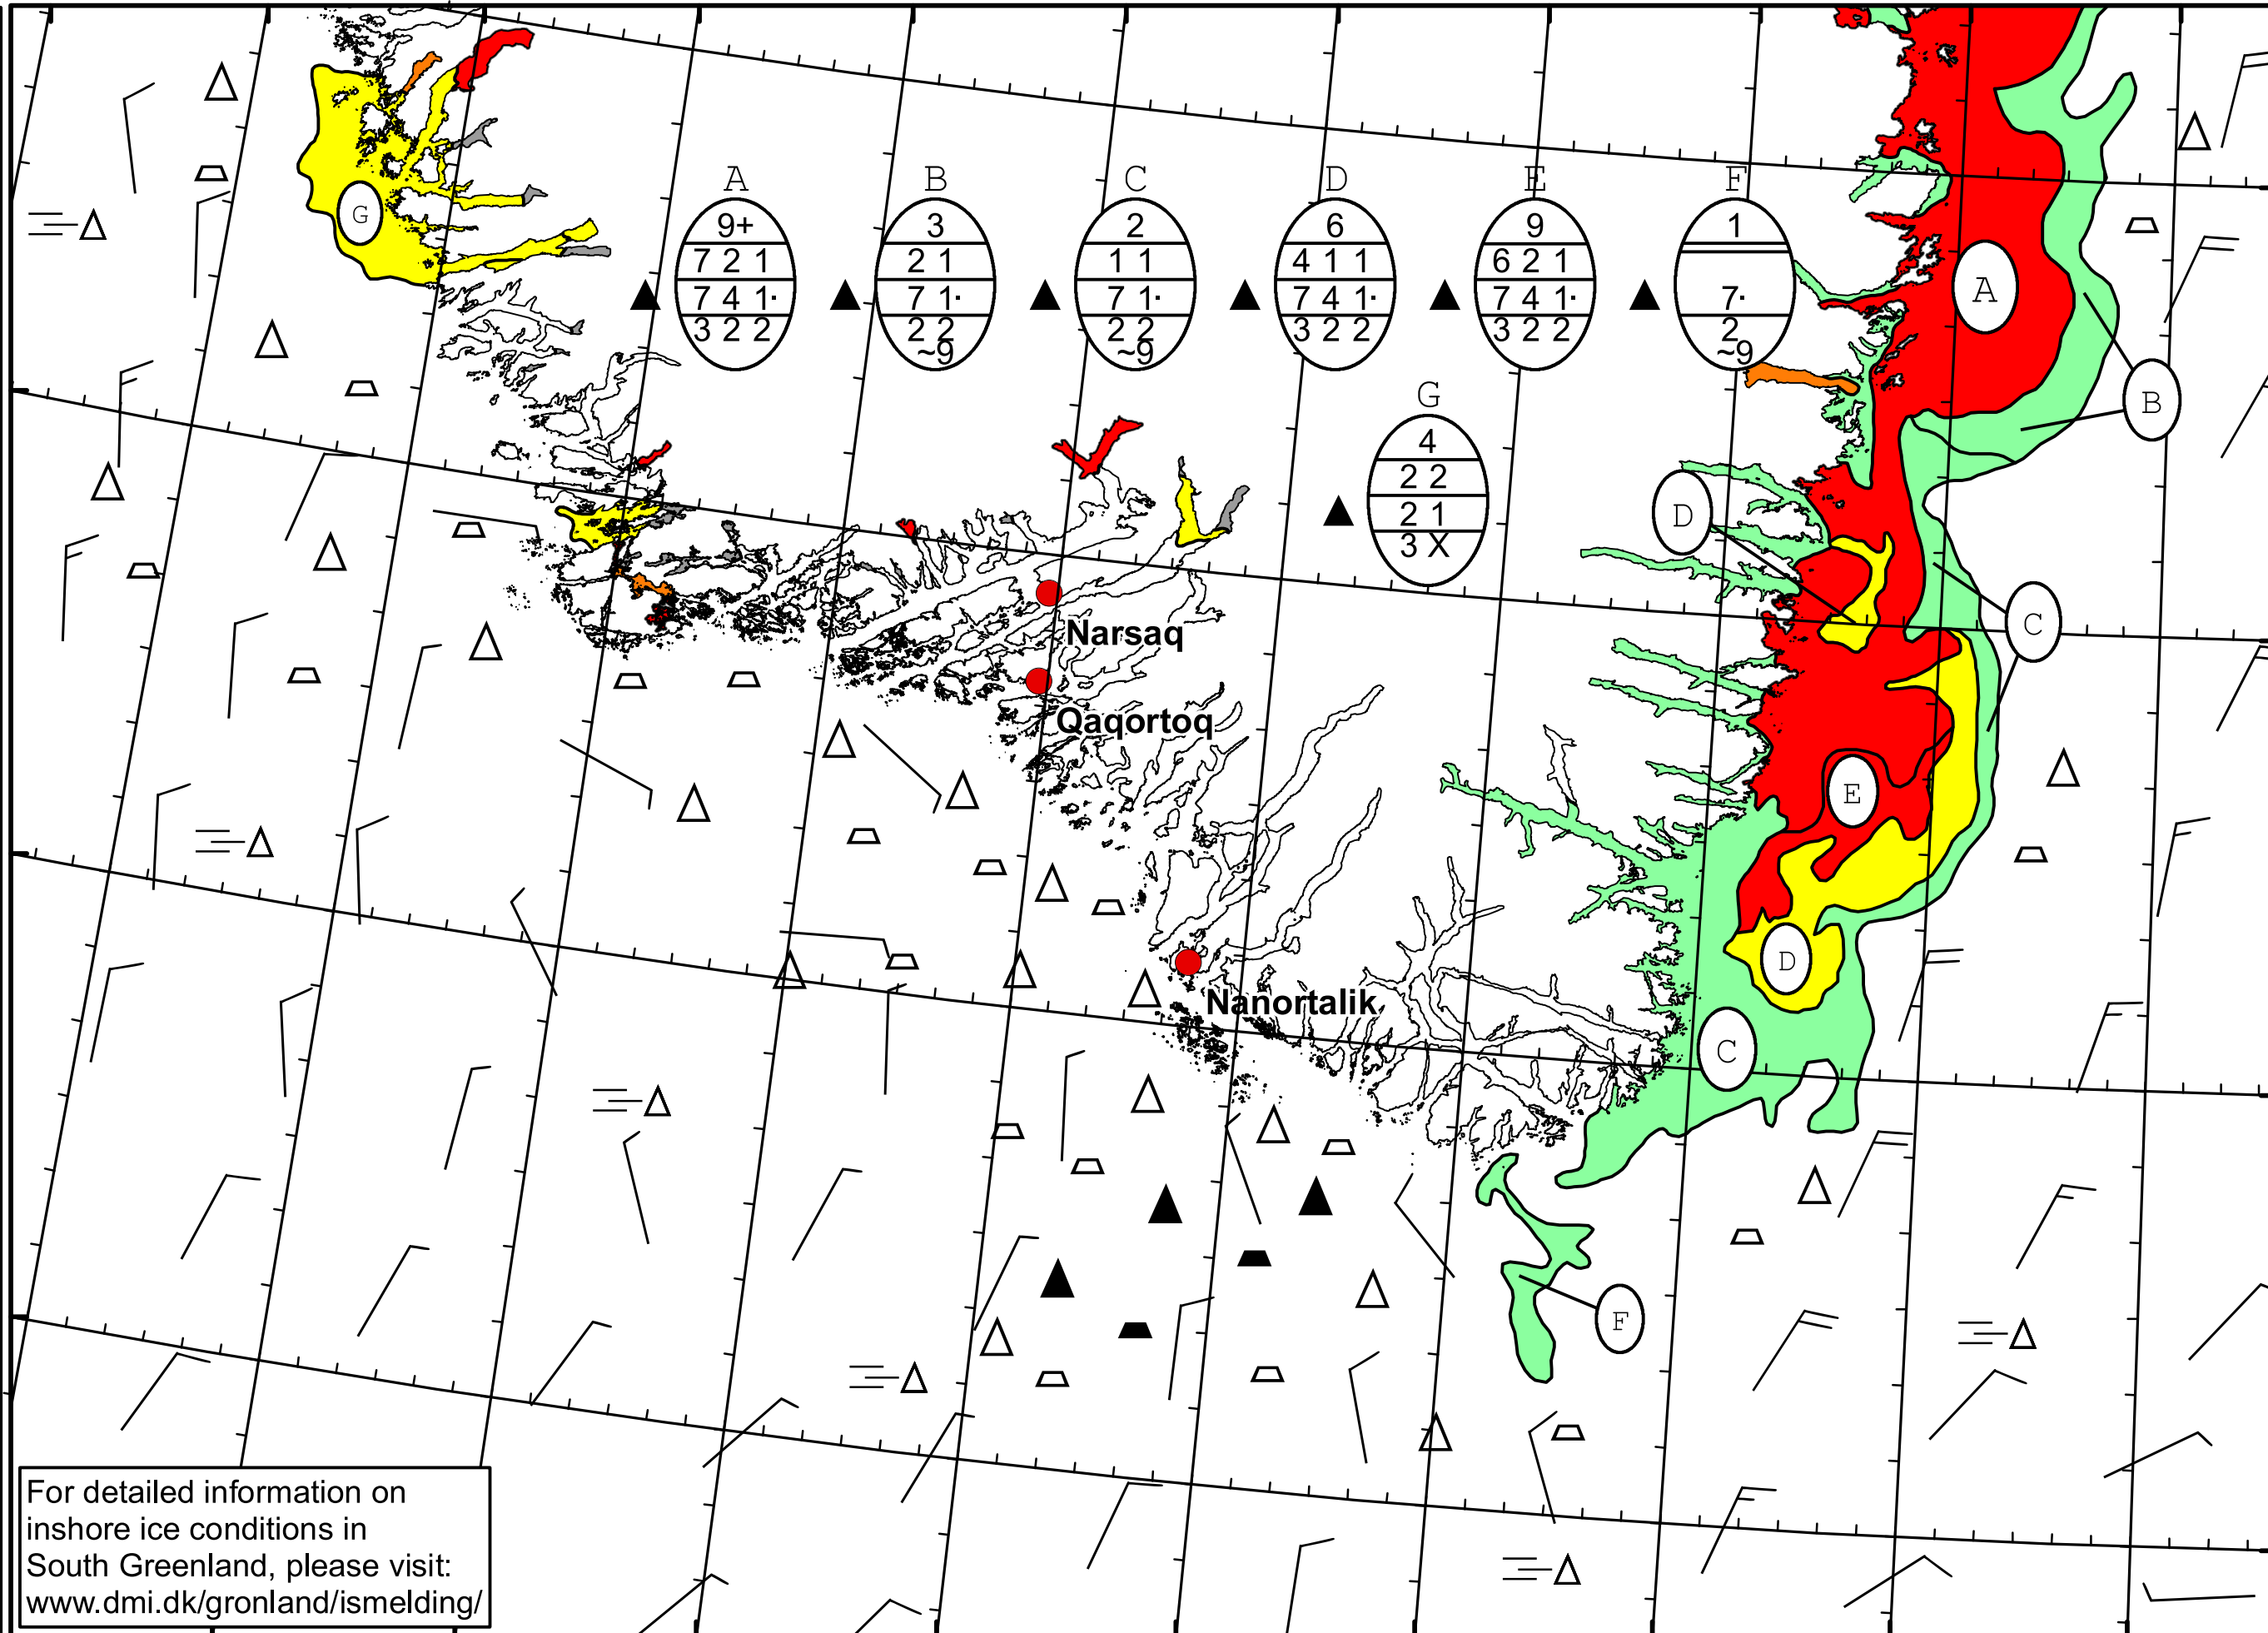 A B C D E F
9+ 3 2 6 9 1
7 2 1 2 1 1 1 4 1 1 6 2 1
7 4 1· 7 1· 7 1· 7 4 1· 7 4 1· 7·
3 2 2 2 2 2 2 3 2 2 3 2 2 2
~9 ~9 ~9
G
4
2 2
2 1
3 X
G
A
B
D
C
E
D
C
F
Narsaq
Qaqortoq
Nanortalik
For detailed information on
inshore ice conditions in
South Greenland, please visit:
www.dmi.dk/gronland/ismelding/